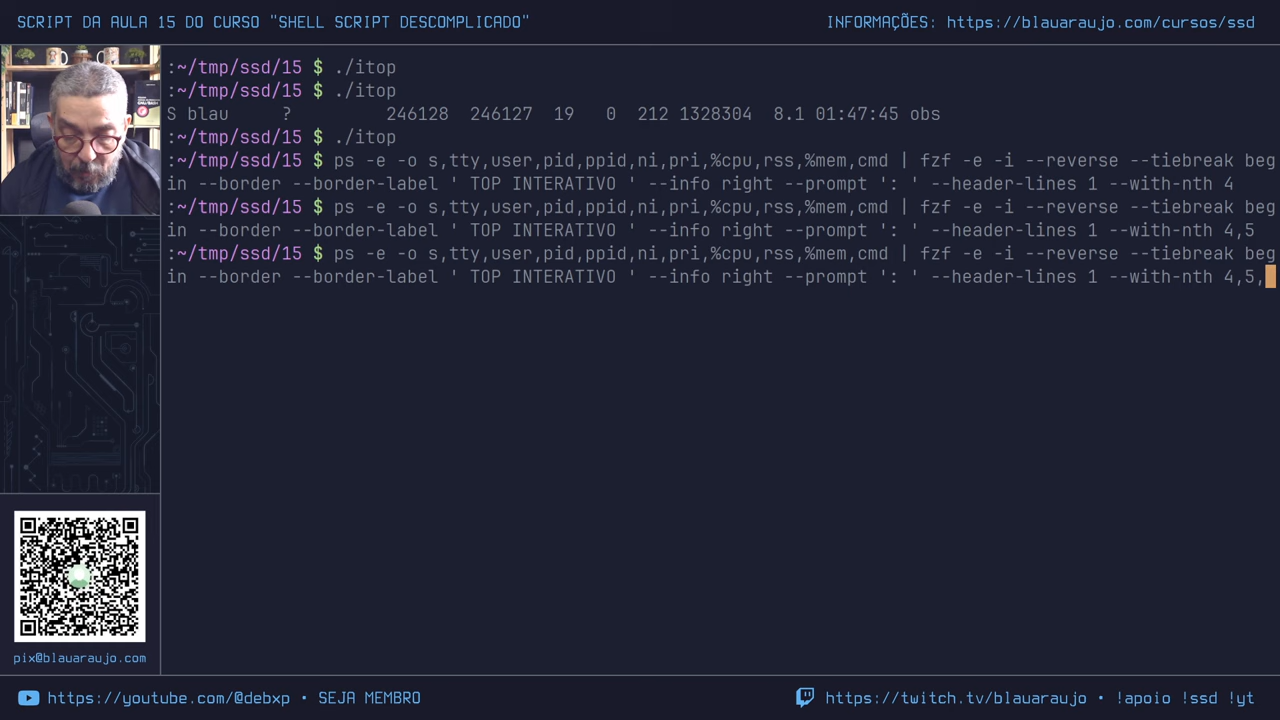 SCRIPT DA AULA 15 DO CURSO "SHELL SCRIPT DESCOMPLICADO"
INFORMAÇÕES: https://blauaraujo.com/cursos/ssd
:~/tmp/ssd/15 $ ./itop
:~/tmp/ssd/15 $ ./itop
S blau     ?         246128  246127  19   0  212 1328304  8.1 01:47:45 obs
:~/tmp/ssd/15 $ ./itop
:~/tmp/ssd/15 $ ps -e -o s,tty,user,pid,ppid,ni,pri,%cpu,rss,%mem,cmd | fzf -e -i --reverse --tiebreak beg
in --border --border-label ' TOP INTERATIVO ' --info right --prompt ': ' --header-lines 1 --with-nth 4
:~/tmp/ssd/15 $ ps -e -o s,tty,user,pid,ppid,ni,pri,%cpu,rss,%mem,cmd | fzf -e -i --reverse --tiebreak beg
in --border --border-label ' TOP INTERATIVO ' --info right --prompt ': ' --header-lines 1 --with-nth 4,5
:~/tmp/ssd/15 $ ps -e -o s,tty,user,pid,ppid,ni,pri,%cpu,rss,%mem,cmd | fzf -e -i --reverse --tiebreak beg
in --border --border-label ' TOP INTERATIVO ' --info right --prompt ': ' --header-lines 1 --with-nth 4,5,
pix@blauaraujo.com
https://youtube.com/@debxp • SEJA MEMBRO
https://twitch.tv/blauaraujo • !apoio !ssd !yt